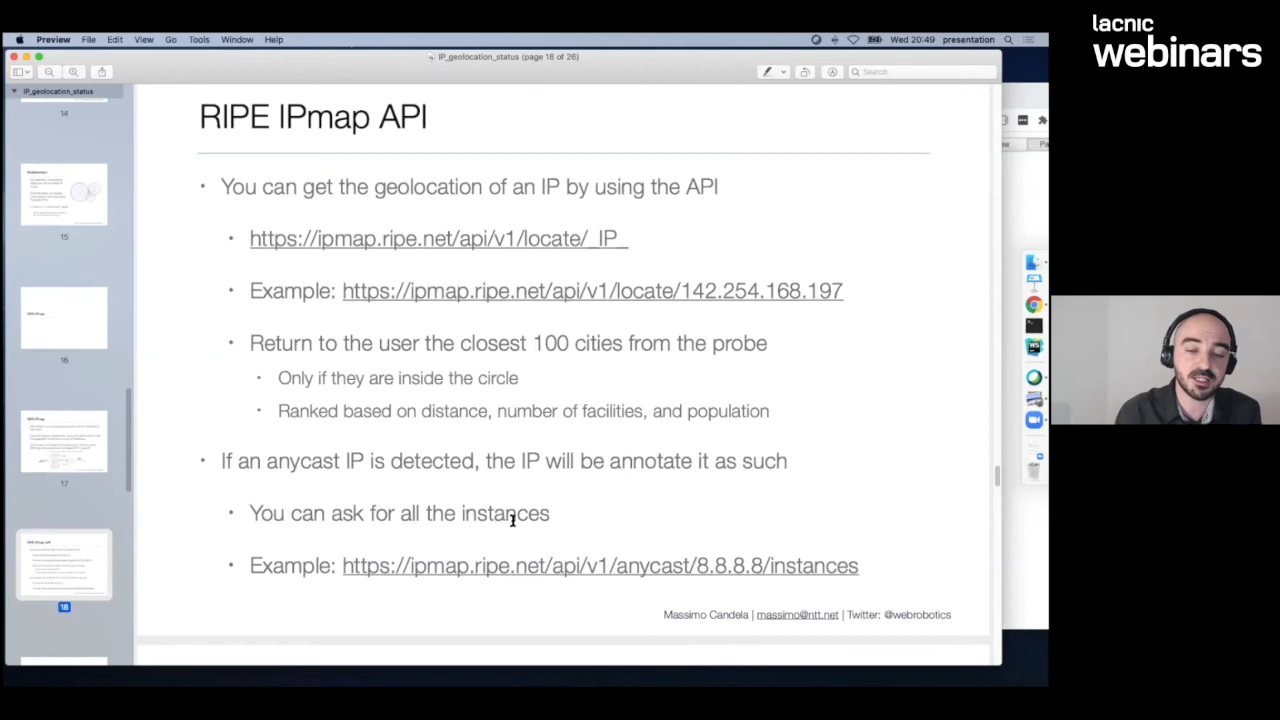 lacnic
webinars
Preview File Edit View Go Tools Window Help
Wed 20:49 presentation
IP_geolocation_status (page 18 of 26)
Search
IP_geolocation_status
14
15
16
17
18
RIPE IPmap API
• You can get the geolocation of an IP by using the API
• https://ipmap.ripe.net/api/v1/locate/_IP_
• Example: https://ipmap.ripe.net/api/v1/locate/142.254.168.197
• Return to the user the closest 100 cities from the probe
• Only if they are inside the circle
• Ranked based on distance, number of facilities, and population
• If an anycast IP is detected, the IP will be annotate it as such
• You can ask for all the instances
• Example: https://ipmap.ripe.net/api/v1/anycast/8.8.8.8/instances
Massimo Candela | massimo@ntt.net | Twitter: @webrobotics